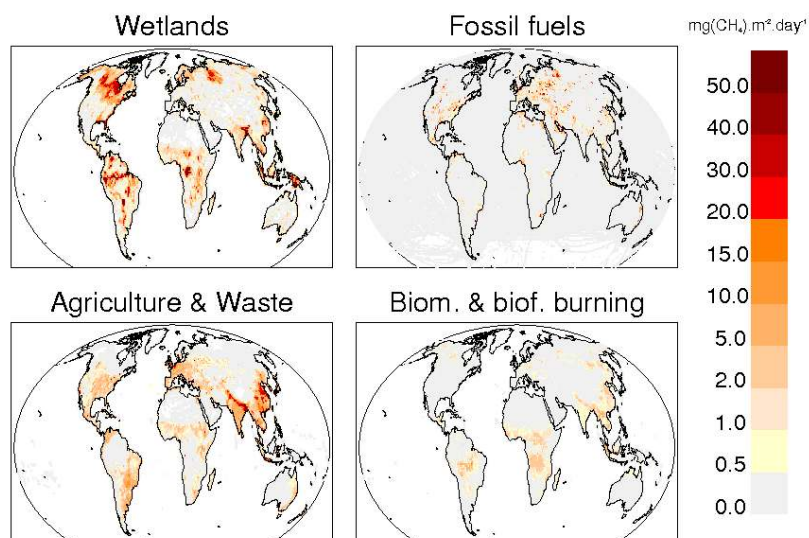 Wetlands
Fossil fuels
mg(CH₄).m⁻².day⁻¹
50.0
40.0
30.0
20.0
15.0
10.0
5.0
2.0
1.0
0.5
0.0
Agriculture & Waste
Biom. & biof. burning